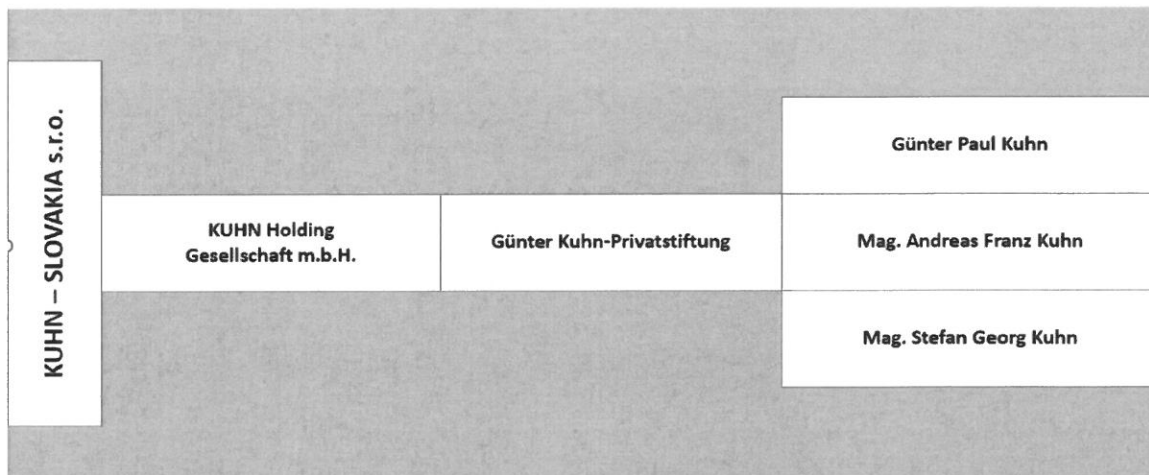 KUHN – SLOVAKIA s.r.o.
KUHN Holding
Gesellschaft m.b.H.
Günter Kuhn-Privatstiftung
Günter Paul Kuhn
Mag. Andreas Franz Kuhn
Mag. Stefan Georg Kuhn